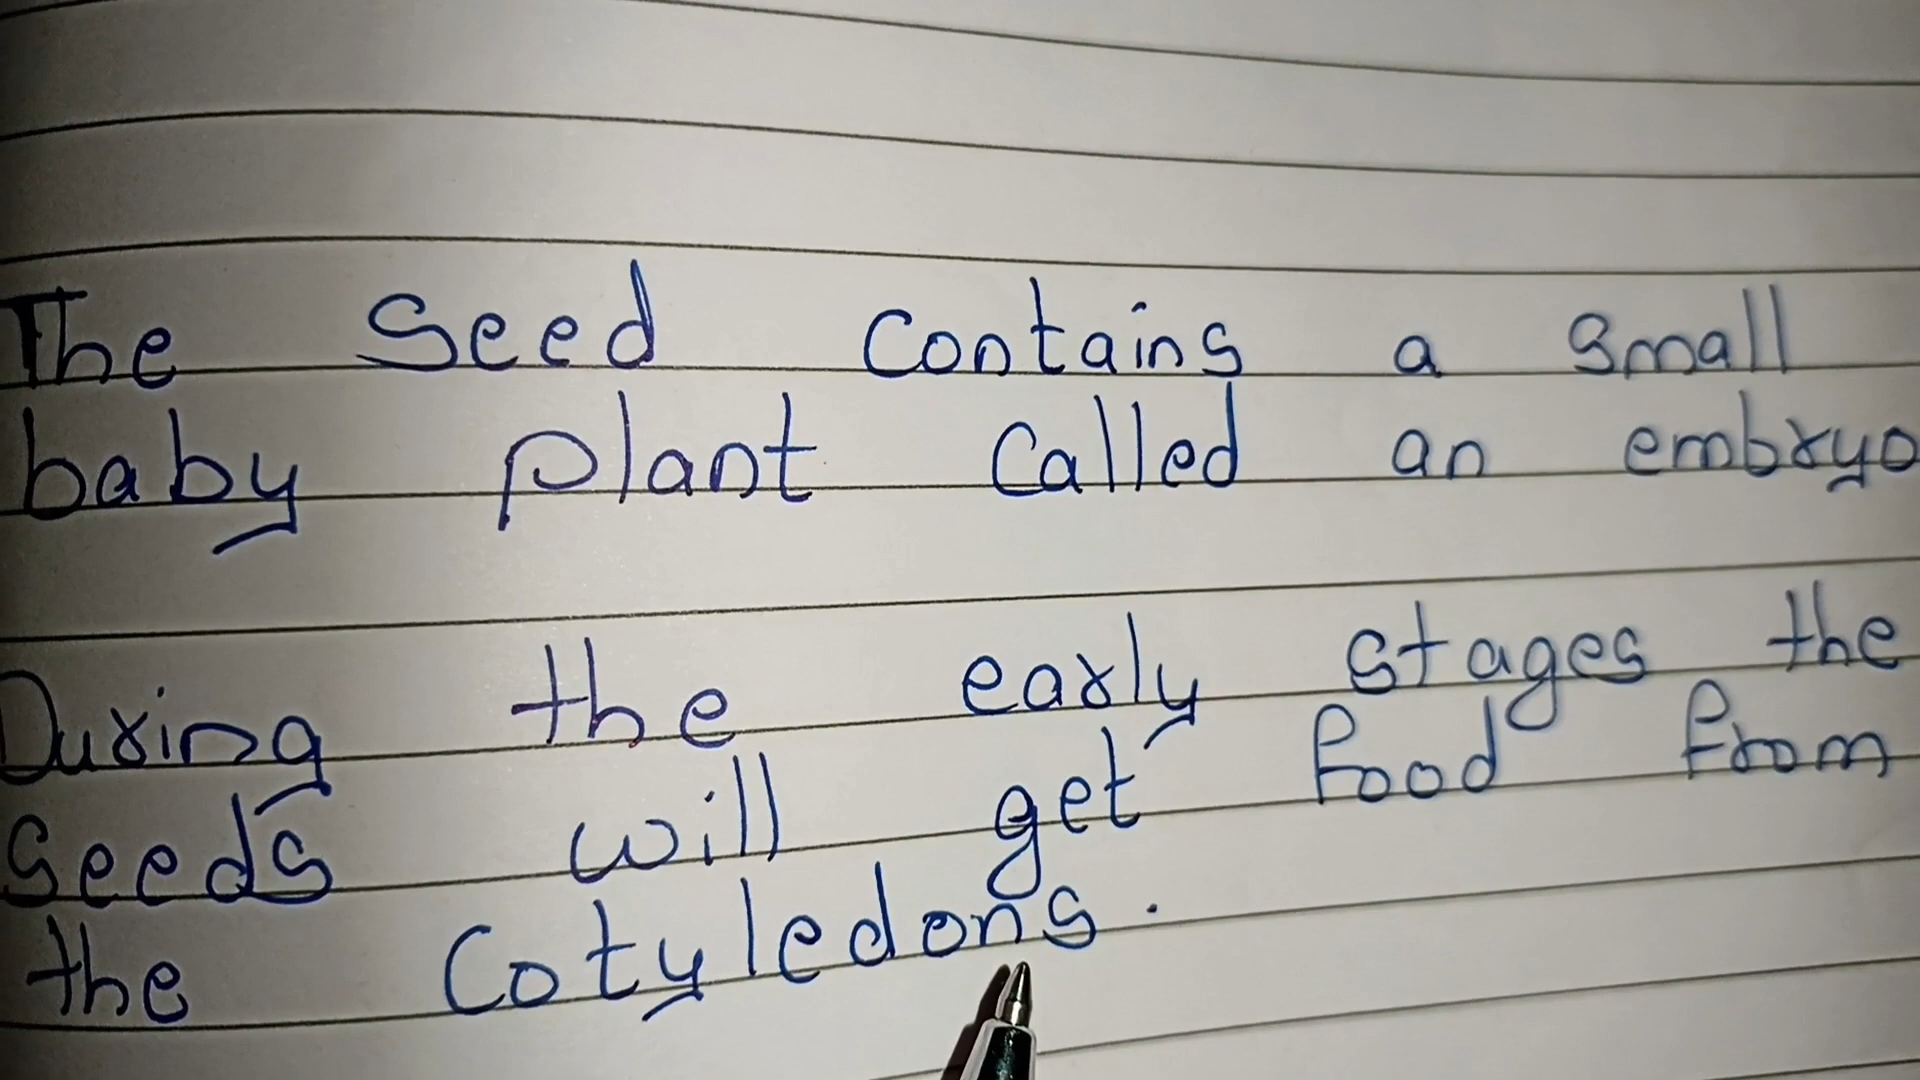 The Seed Contains a Small
baby plant Called an embryo
During the early stages the
Seeds will get food from
the Cotyledons.